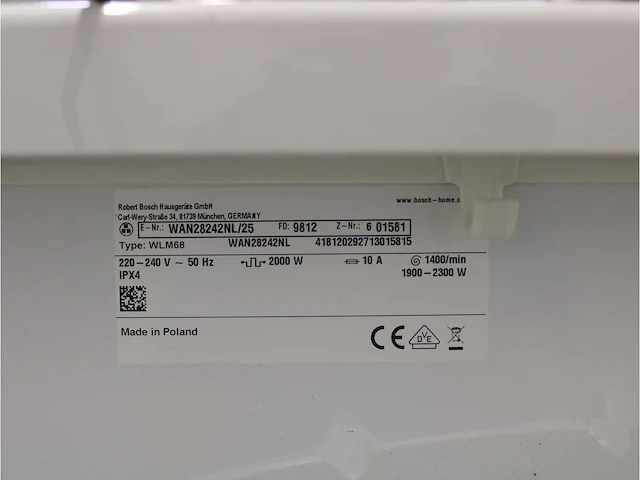 Robert Bosch Hausgeräte GmbH www.bosch-home.c
Carl-Wery-Straße 34, 81739 München, GERMANY
E-Nr.: WAN28242NL/25 FD: 9812 Z-Nr.: 6 01581
Type: WLM68 WAN28242NL 418120292713015815
220-240 V ~ 50 Hz 2000 W 10 A 1400/min
IPX4 1900-2300 W
Made in Poland CE DVE